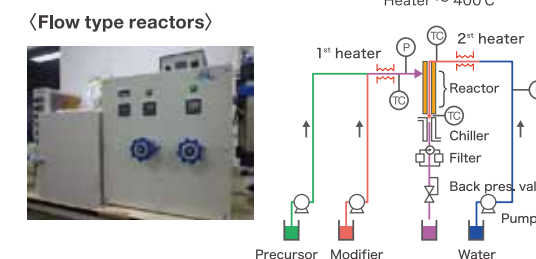 Heater ~ 400℃
〈Flow type reactors〉
1st heater
P
TC
2st heater
Reactor
TC
TC
Chiller
Filter
Back pres. val
Pump
Precursor
Modifier
Water